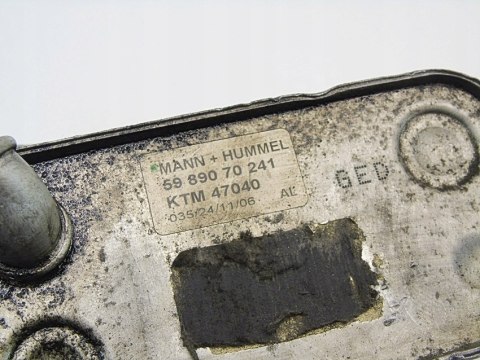 MANN + HUMMEL
59 890 70 241
KTM 47040
035/24/11/06 AL
GED